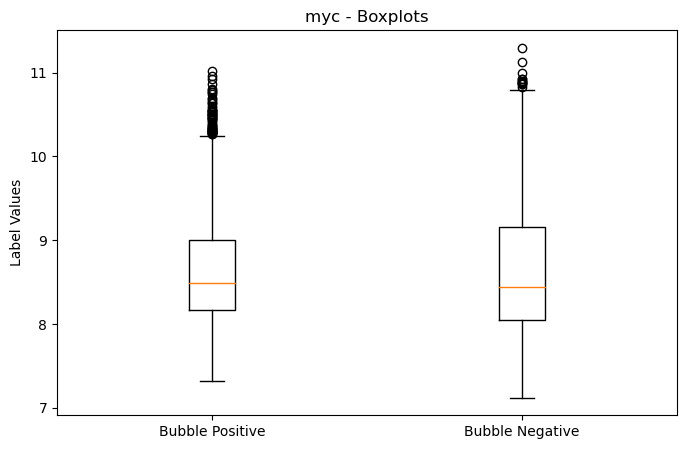 myc - Boxplots
Label Values
11
10
9
8
7
Bubble Positive
Bubble Negative